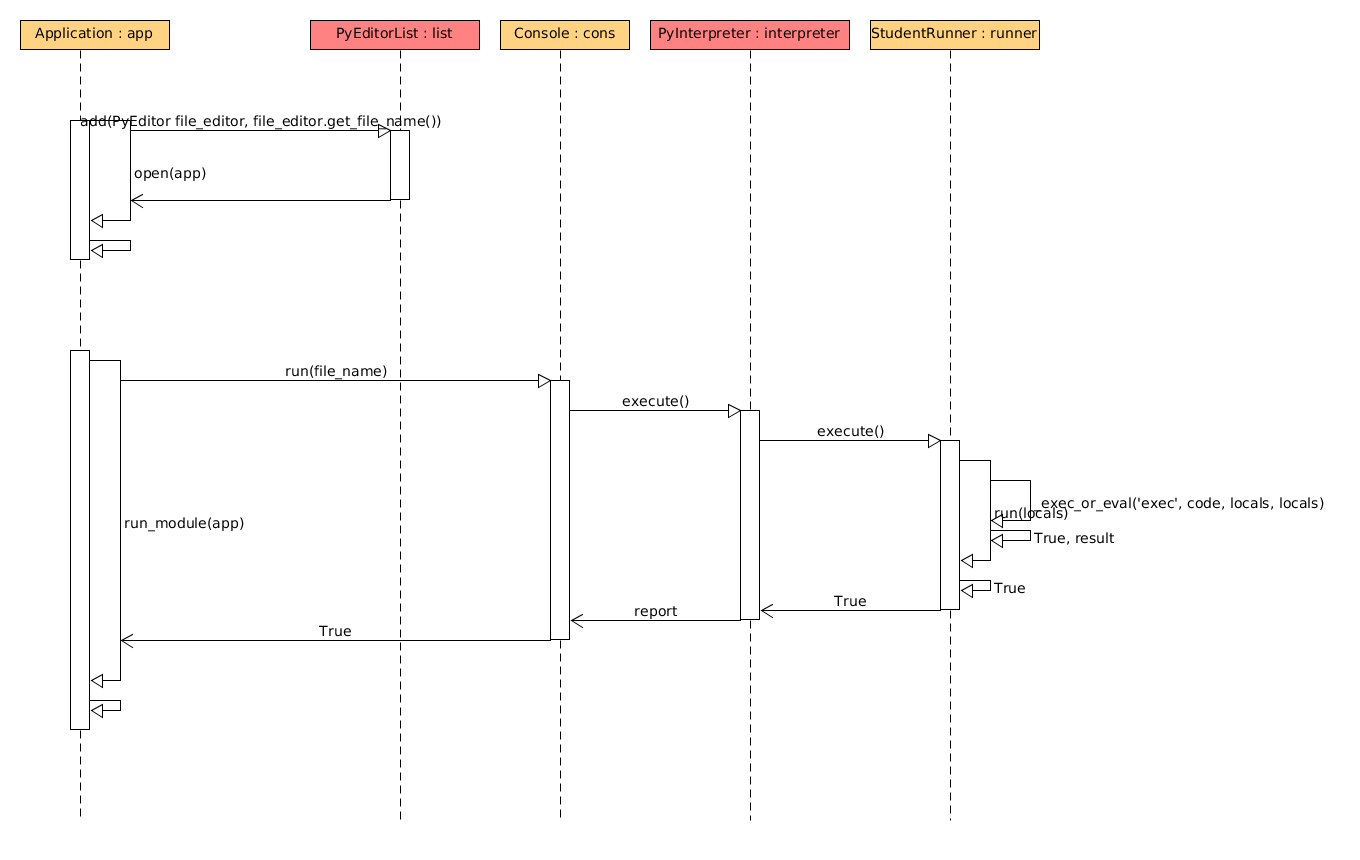 Application : app
PyEditorList : list
Console : cons
PyInterpreter : interpreter
StudentRunner : runner
add(PyEditor file_editor, file_editor.get_file_name())
open(app)
run(file_name)
execute()
execute()
_exec_or_eval('exec', code, locals, locals)
run(locals)
run_module(app)
True, result
True
True
report
True